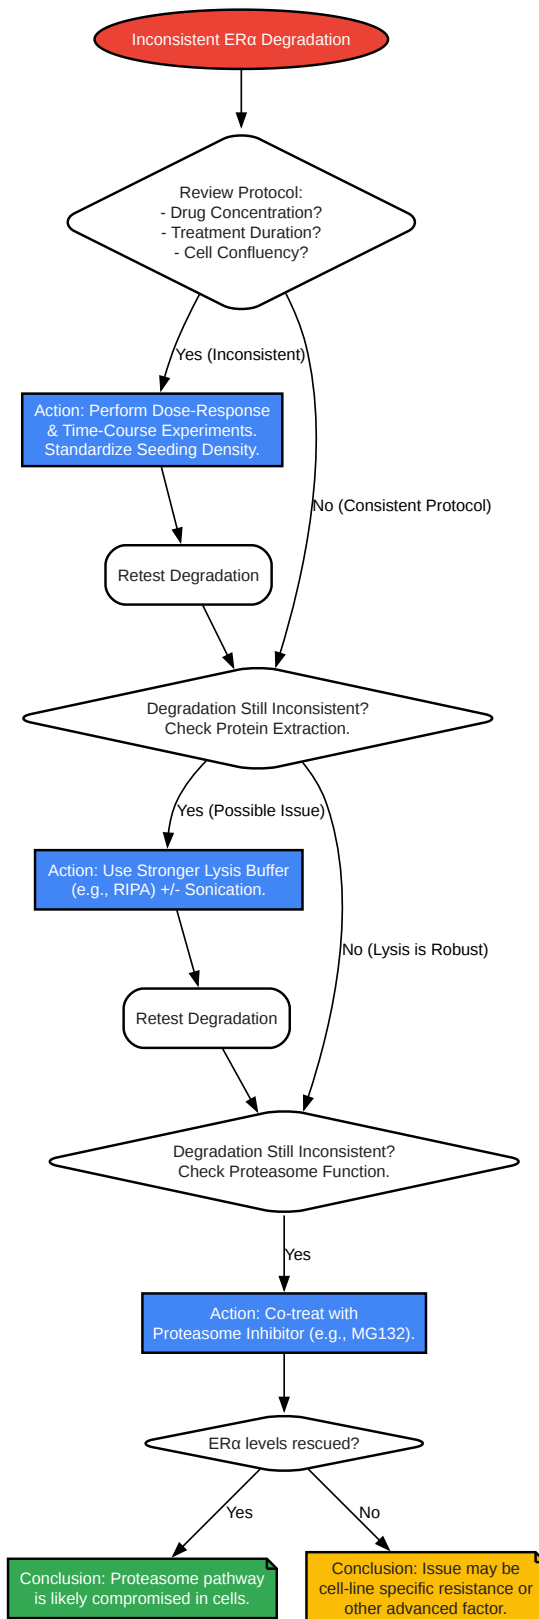 Inconsistent ERα Degradation
Review Protocol:
- Drug Concentration?
- Treatment Duration?
- Cell Confluency?
Yes (Inconsistent)
Action: Perform Dose-Response
& Time-Course Experiments.
Standardize Seeding Density.
No (Consistent Protocol)
Retest Degradation
Degradation Still Inconsistent?
Check Protein Extraction.
Yes (Possible Issue)
Action: Use Stronger Lysis Buffer
(e.g., RIPA) +/- Sonication.
No (Lysis is Robust)
Retest Degradation
Degradation Still Inconsistent?
Check Proteasome Function.
Yes
Action: Co-treat with
Proteasome Inhibitor (e.g., MG132).
ERα levels rescued?
Yes
No
Conclusion: Proteasome pathway
is likely compromised in cells.
Conclusion: Issue may be
cell-line specific resistance or
other advanced factor.